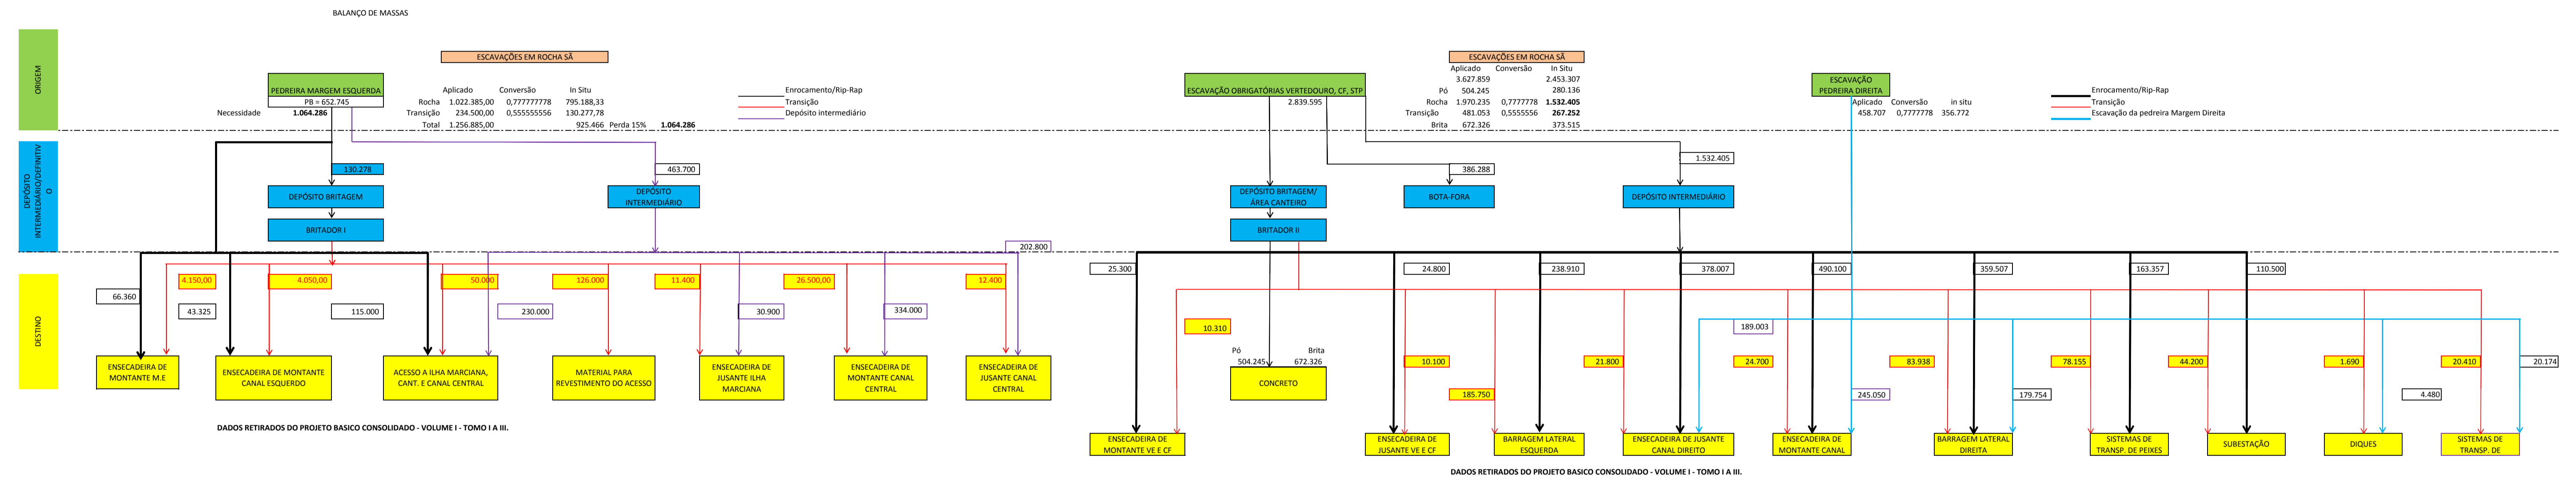 BALANÇO DE MASSAS
ORIGEM
ESCAVAÇÕES EM ROCHA SÃ
PEDREIRA MARGEM ESQUERDA
PB = 652.745
Necessidade 1.064.286
Aplicado Conversão In Situ
Rocha 1.022.385,00 0,777777778 795.188,33
Transição 234.500,00 0,555555556 130.277,78
Total 1.256.885,00 925.466 Perda 15% 1.064.286
Enrocamento/Rip-Rap
Transição
Depósito intermediário
ESCAVAÇÃO OBRIGATÓRIAS VERTEDOURO, CF, STP
2.839.595
ESCAVAÇÕES EM ROCHA SÃ
Aplicado Conversão In Situ
3.627.859 2.453.307
Pó 504.245 280.136
Rocha 1.970.235 0,7777778 1.532.405
Transição 481.053 0,5555556 267.252
Brita 672.326 373.515
ESCAVAÇÃO
PEDREIRA DIREITA
Aplicado Conversão in situ
458.707 0,7777778 356.772
Enrocamento/Rip-Rap
Transição
Escavação da pedreira Margem Direita
DEPÓSITO
INTERMEDIÁRIO/DEFINITIV
O
130.278
463.700
DEPÓSITO BRITAGEM
DEPÓSITO
INTERMEDIÁRIO
BRITADOR I
386.288
1.532.405
DEPÓSITO BRITAGEM/
ÁREA CANTEIRO
BOTA-FORA
DEPÓSITO INTERMEDIÁRIO
BRITADOR II
202.800
DESTINO
4.150,00
4.050,00
50.000
126.000
11.400
26.500,00
12.400
66.360
43.325
115.000
230.000
30.900
334.000
ENSECADEIRA DE
MONTANTE M.E
ENSECADEIRA DE MONTANTE
CANAL ESQUERDO
ACESSO A ILHA MARCIANA,
CANT. E CANAL CENTRAL
MATERIAL PARA
REVESTIMENTO DO ACESSO
ENSECADEIRA DE
JUSANTE ILHA
MARCIANA
ENSECADEIRA DE
MONTANTE CANAL
CENTRAL
ENSECADEIRA DE
JUSANTE CANAL
CENTRAL
DADOS RETIRADOS DO PROJETO BASICO CONSOLIDADO - VOLUME I - TOMO I A III.
25.300
24.800
238.910
378.007
490.100
359.507
163.357
110.500
10.310
189.003
Pó Brita
504.245 672.326
CONCRETO
10.100
21.800
24.700
83.938
78.155
44.200
1.690
20.410
20.174
185.750
245.050
179.754
4.480
ENSECADEIRA DE
MONTANTE VE E CF
ENSECADEIRA DE
JUSANTE VE E CF
BARRAGEM LATERAL
ESQUERDA
ENSECADEIRA DE JUSANTE
CANAL DIREITO
ENSECADEIRA DE
MONTANTE CANAL
BARRAGEM LATERAL
DIREITA
SISTEMAS DE
TRANSP. DE PEIXES
SUBESTAÇÃO
DIQUES
SISTEMAS DE
TRANSP. DE
DADOS RETIRADOS DO PROJETO BASICO CONSOLIDADO - VOLUME I - TOMO I A III.